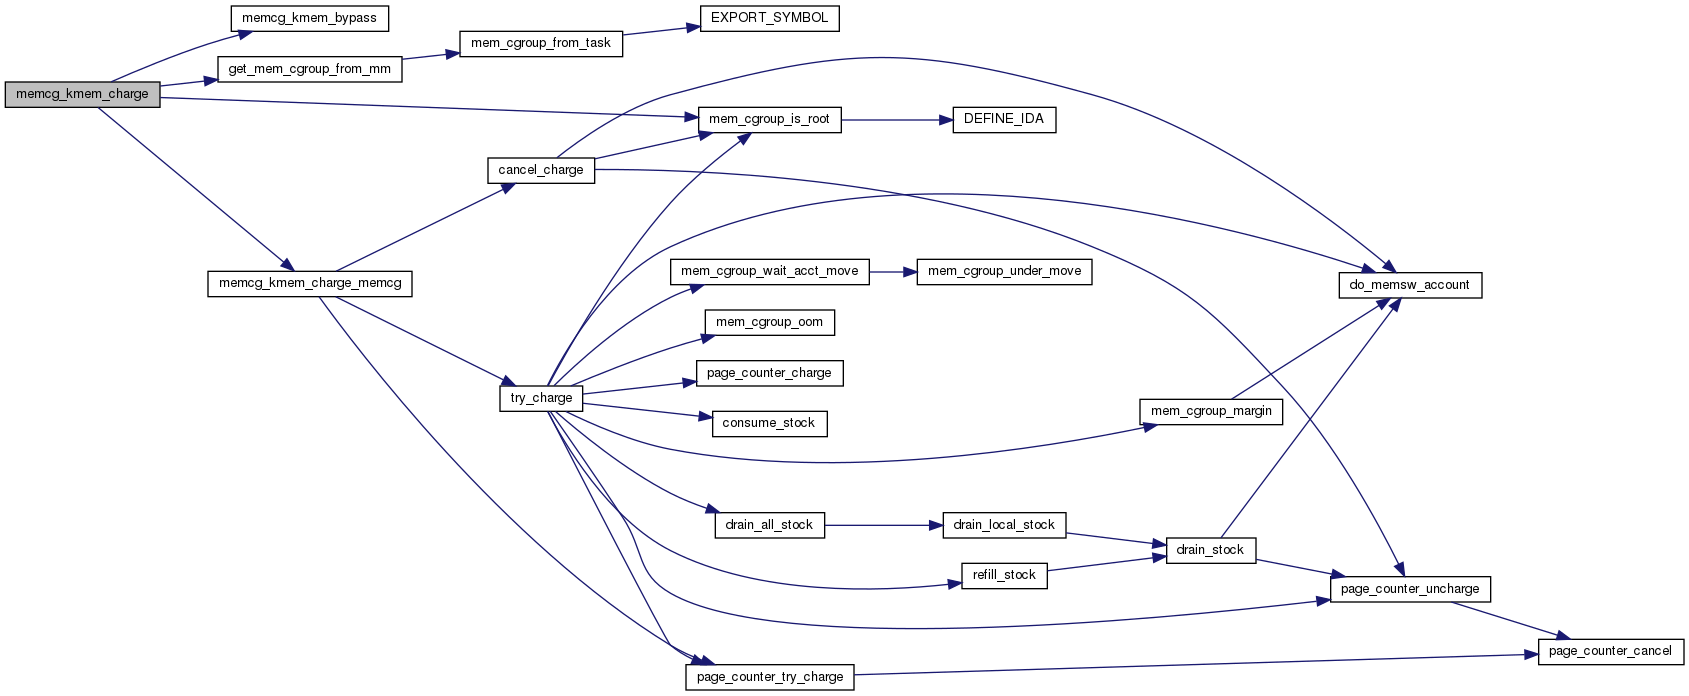 memcg_kmem_bypass
EXPORT_SYMBOL
mem_cgroup_from_task
get_mem_cgroup_from_mm
memcg_kmem_charge
mem_cgroup_is_root
DEFINE_IDA
cancel_charge
mem_cgroup_wait_acct_move
mem_cgroup_under_move
memcg_kmem_charge_memcg
do_memsw_account
mem_cgroup_oom
page_counter_charge
try_charge
mem_cgroup_margin
consume_stock
drain_all_stock
drain_local_stock
drain_stock
refill_stock
page_counter_uncharge
page_counter_cancel
page_counter_try_charge